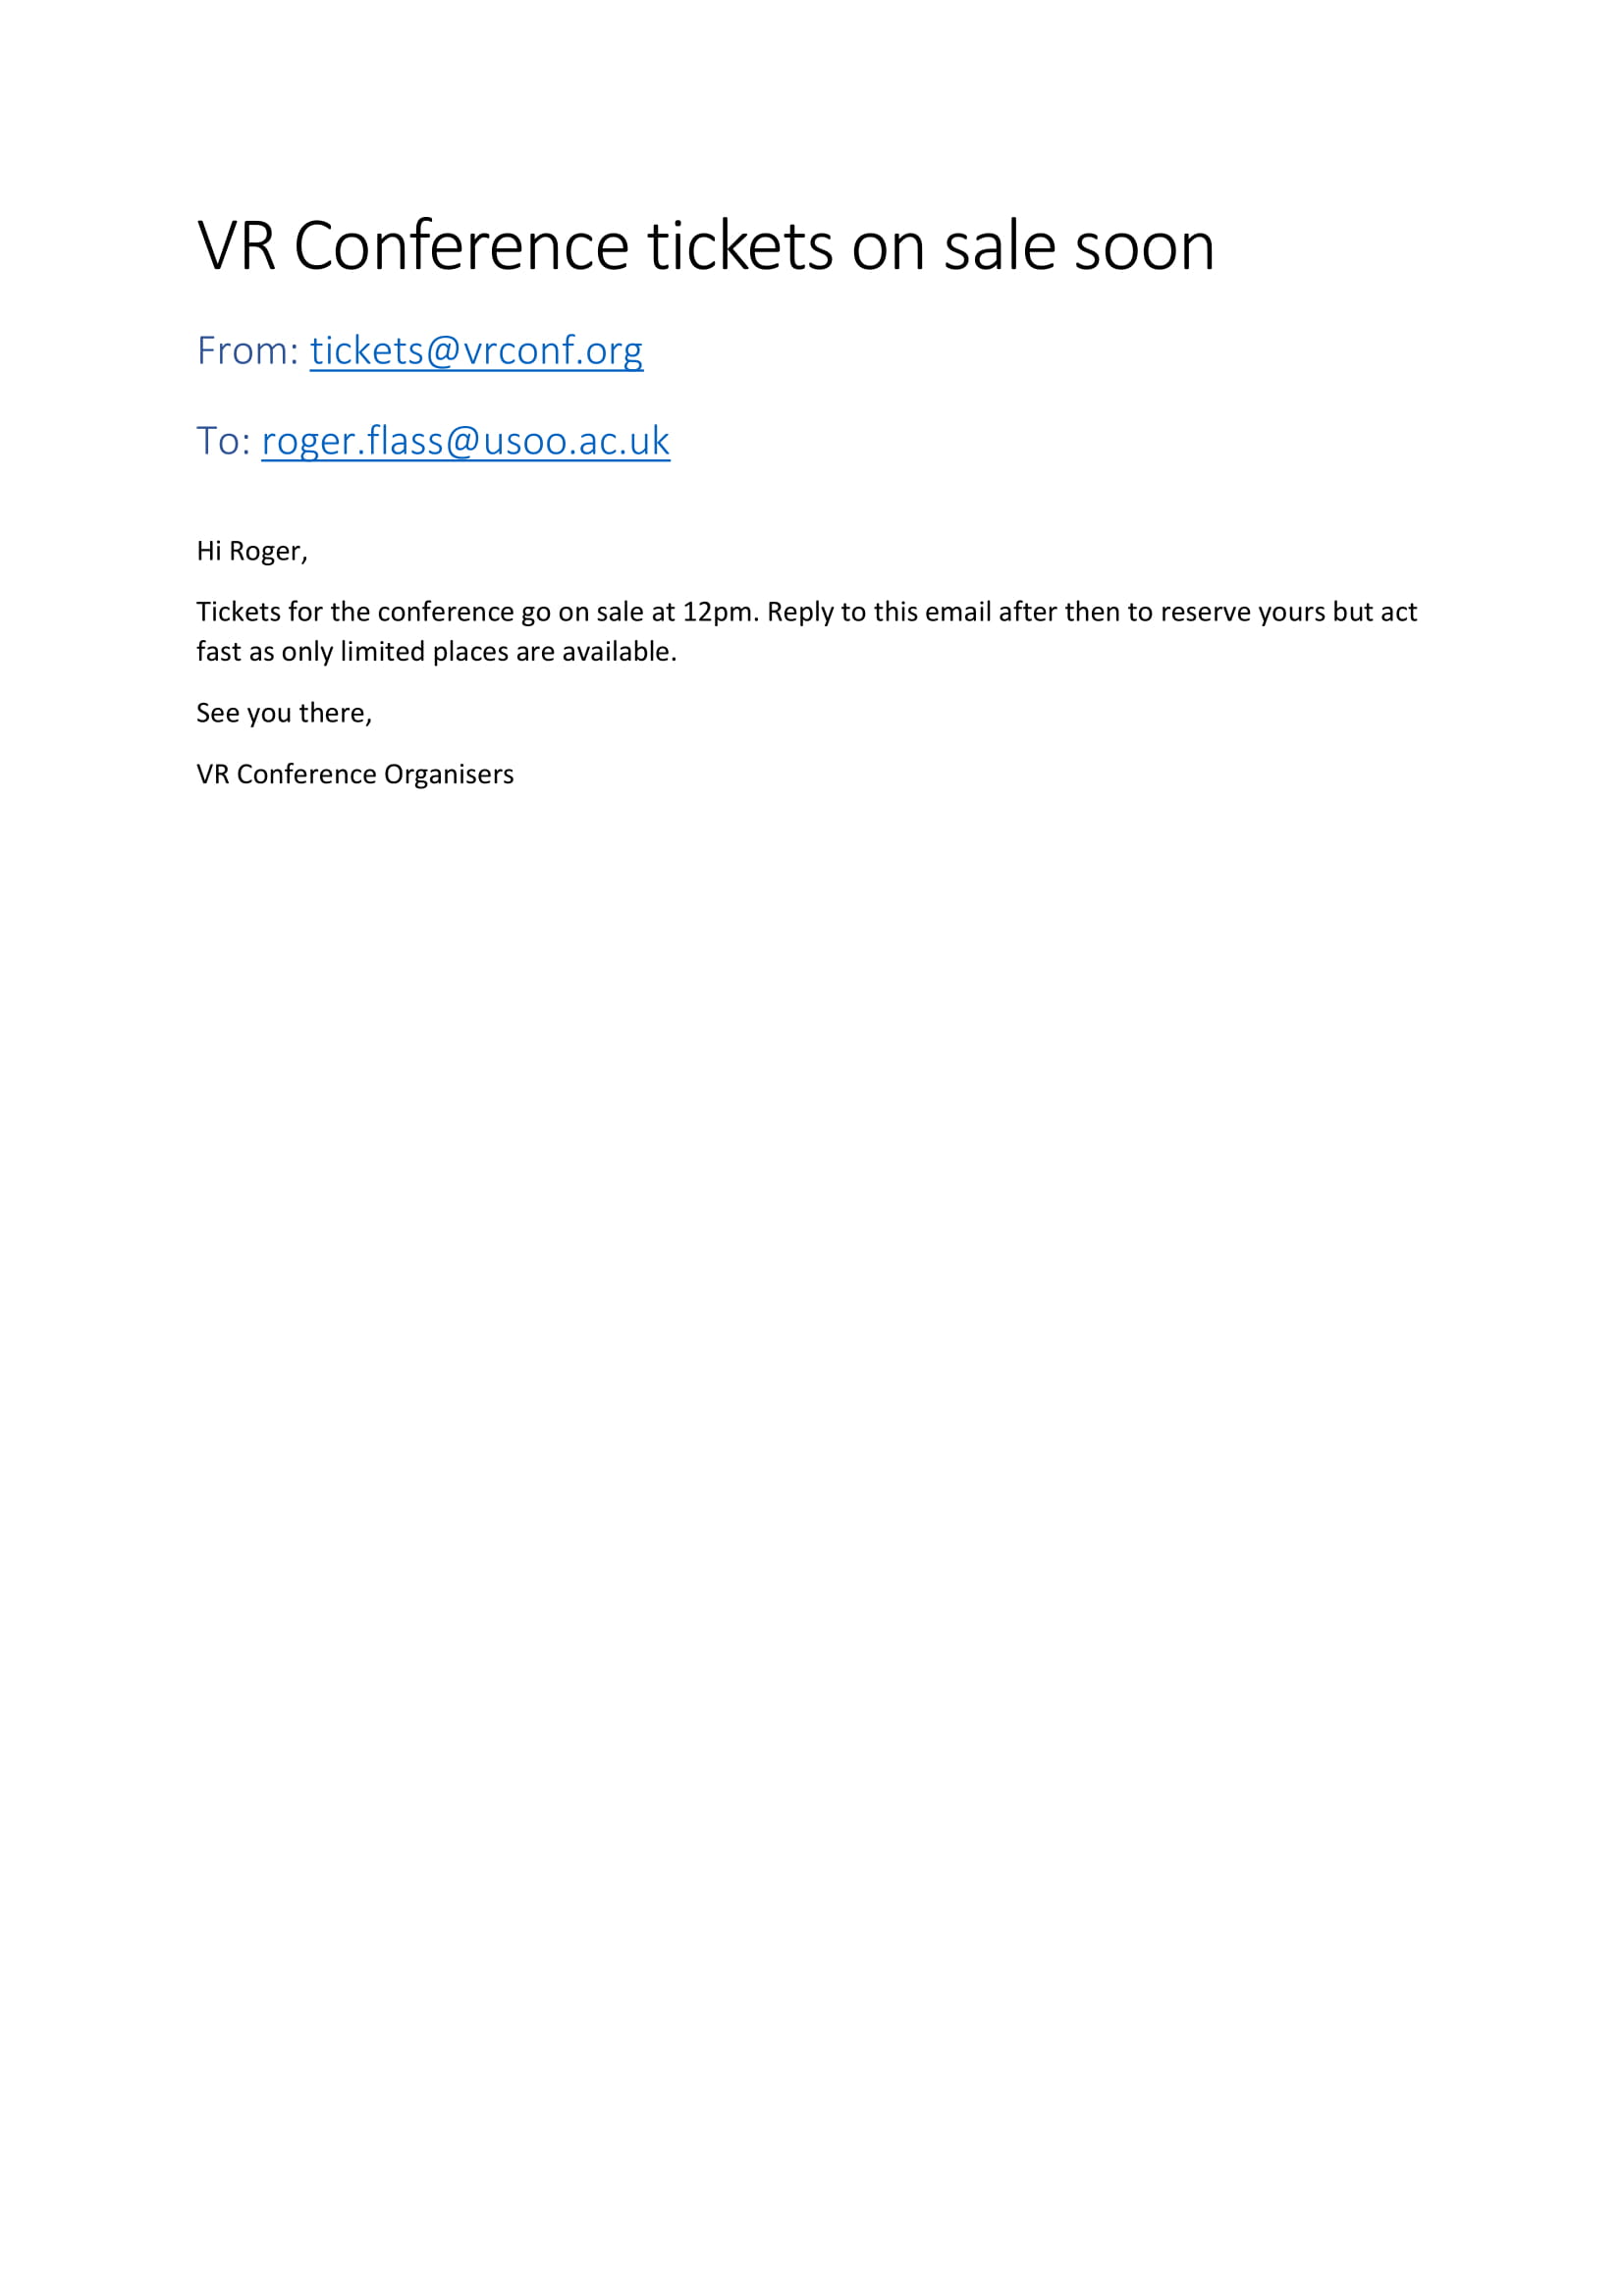 VR Conference tickets on sale soon
From: tickets@vrconf.org
To: roger.flass@usoo.ac.uk
Hi Roger,
Tickets for the conference go on sale at 12pm. Reply to this email after then to reserve yours but act
fast as only limited places are available.
See you there,
VR Conference Organisers